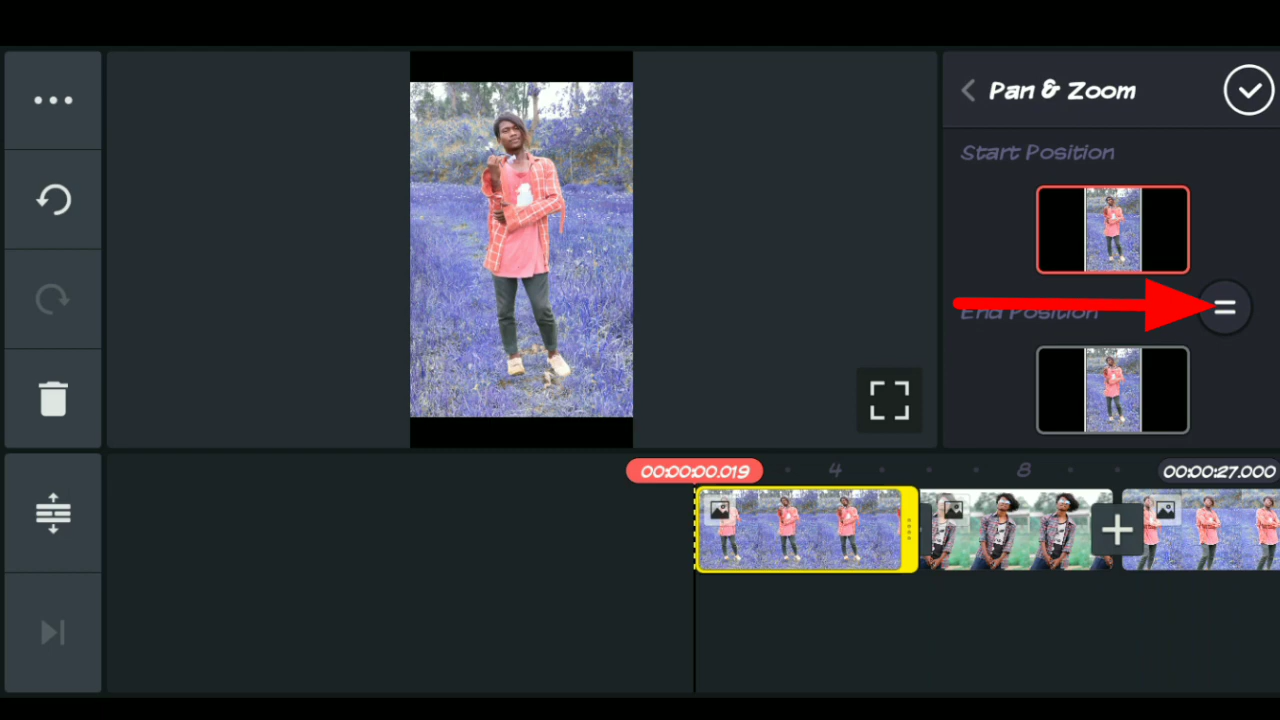 Pan & Zoom
Start Position
End Position
00:00:00.019
4
8
00:00:27.000